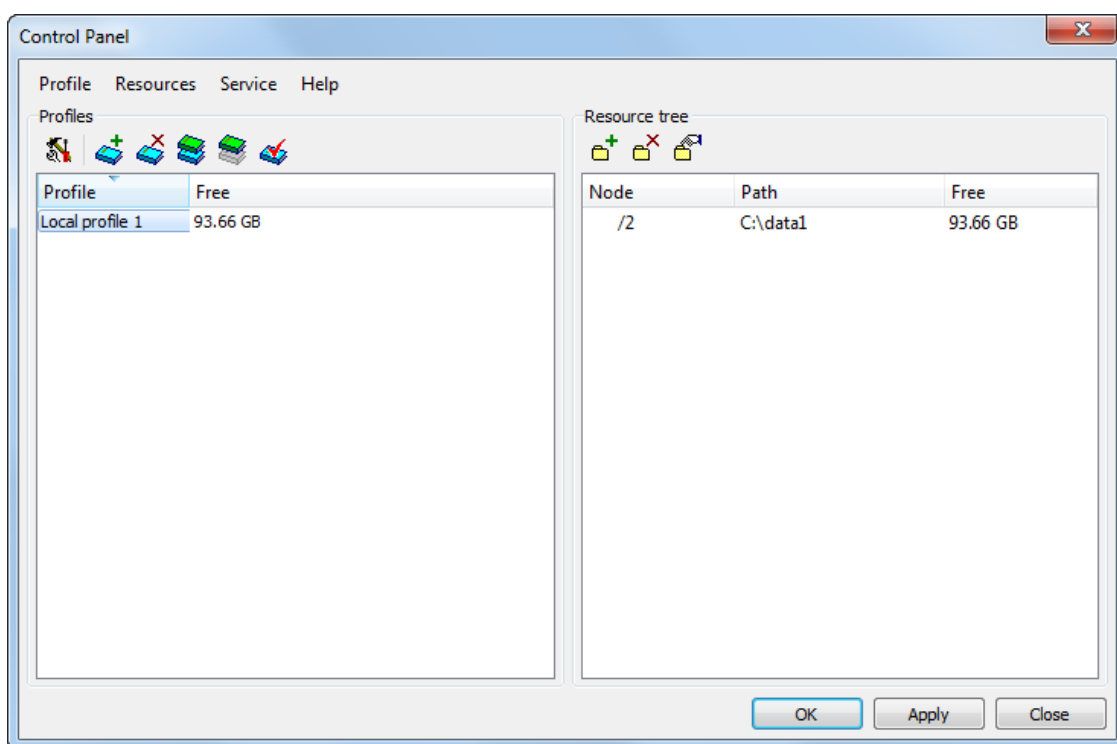 Control Panel
Profile Resources Service Help
Profiles
Profile Free
Local profile 1 93.66 GB
Resource tree
Node Path Free
/2 C:\data1 93.66 GB
OK Apply Close